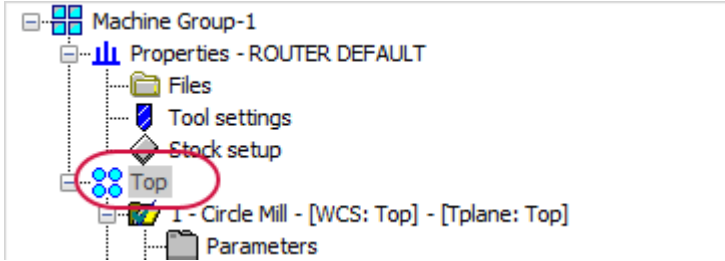 Machine Group-1
Properties - ROUTER DEFAULT
Files
Tool settings
Stock setup
Top
1 - Circle Mill - [WCS: Top] - [Tplane: Top]
Parameters